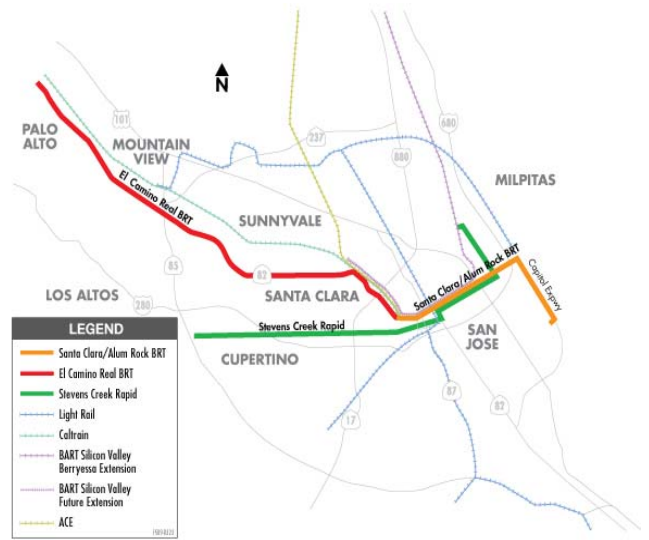 N
PALO
ALTO
101
MOUNTAIN
VIEW
237
880
680
MILPITAS
El Camino Real BRT
SUNNYVALE
85
82
LOS ALTOS
280
SANTA CLARA
Santa Clara/Alum Rock BRT
Capitol Expwy
Stevens Creek Rapid
SAN
JOSE
CUPERTINO
17
87
82
LEGEND
Santa Clara/Alum Rock BRT
El Camino Real BRT
Stevens Creek Rapid
Light Rail
Caltrain
BART Silicon Valley
Berryessa Extension
BART Silicon Valley
Future Extension
ACE